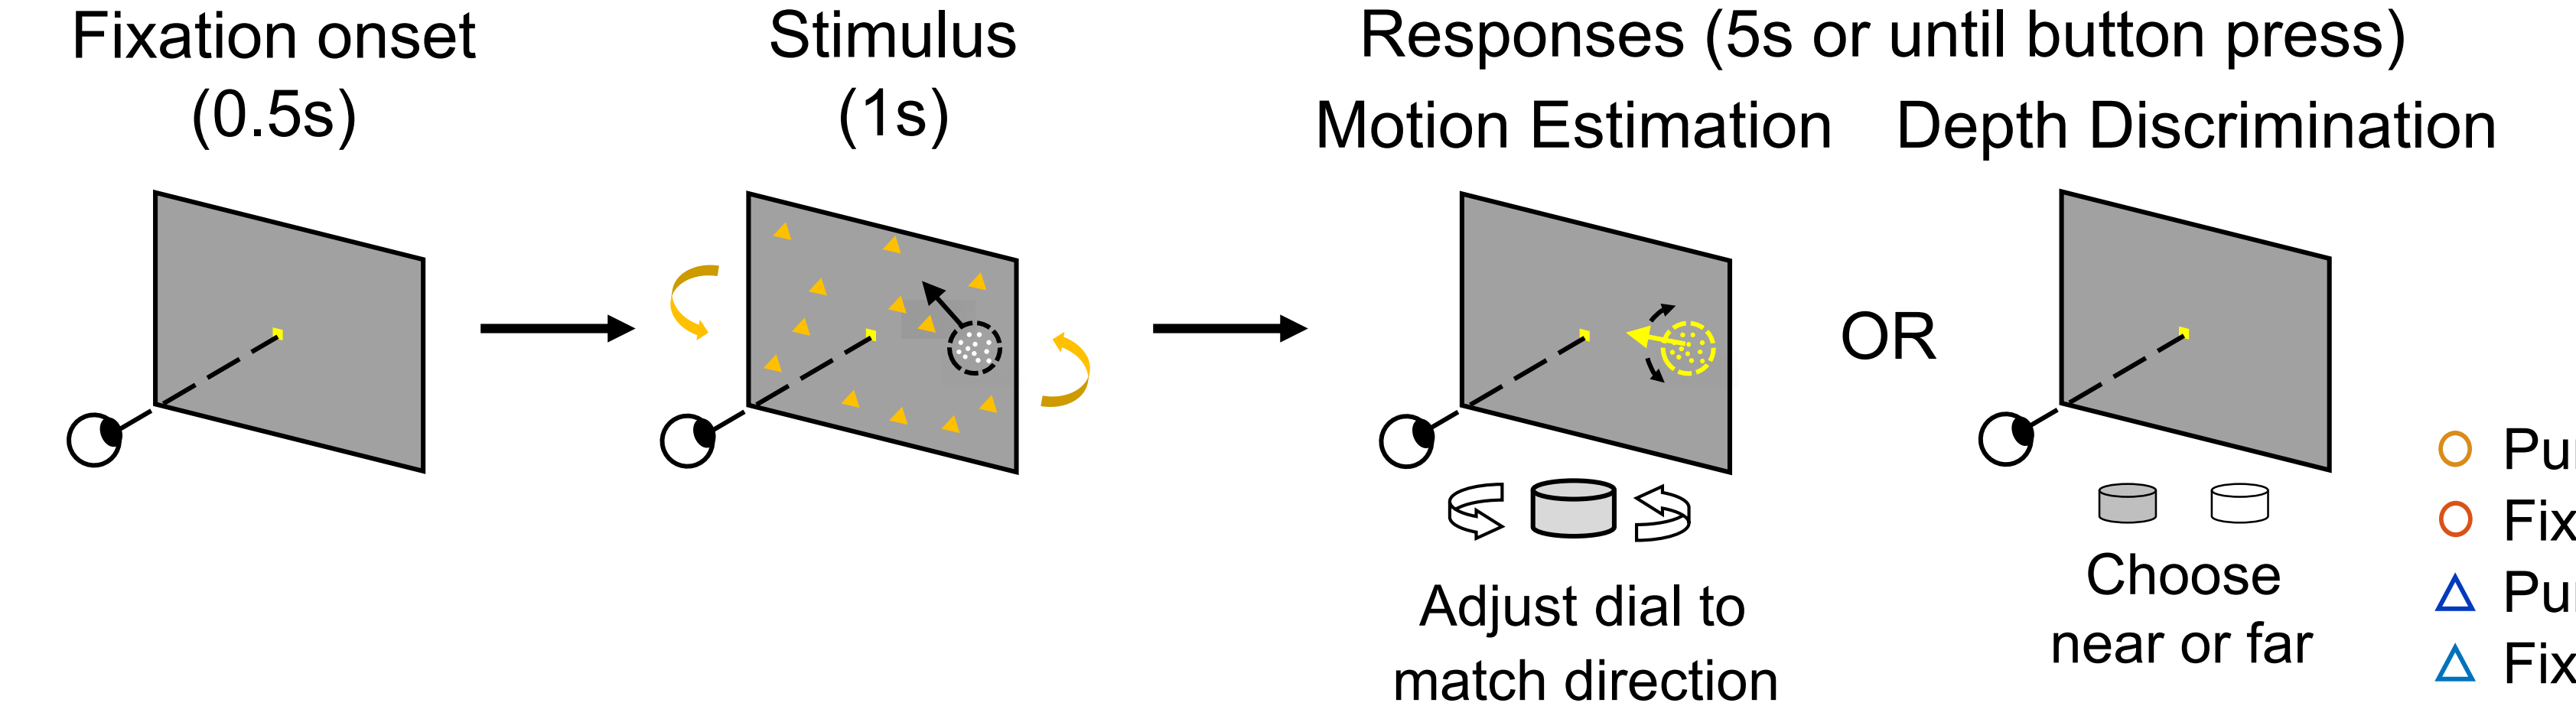 Fixation onset
(0.5s)
Stimulus
(1s)
Responses (5s or until button press)
Motion Estimation
Depth Discrimination
OR
Adjust dial to
match direction
Choose
near or far